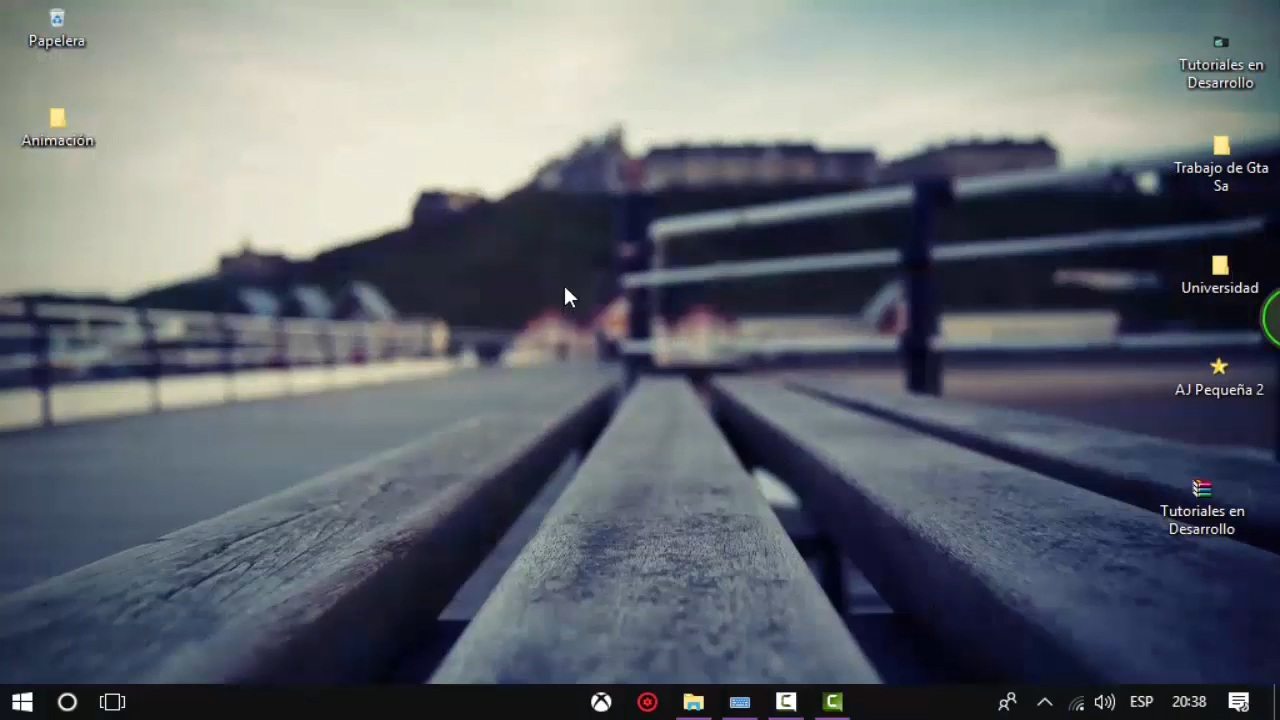 Papelera
Animación
Tutoriales en
Desarrollo
Trabajo de Gta
Sa
Universidad
AJ Pequeña 2
Tutoriales en
Desarrollo
ESP
20:38